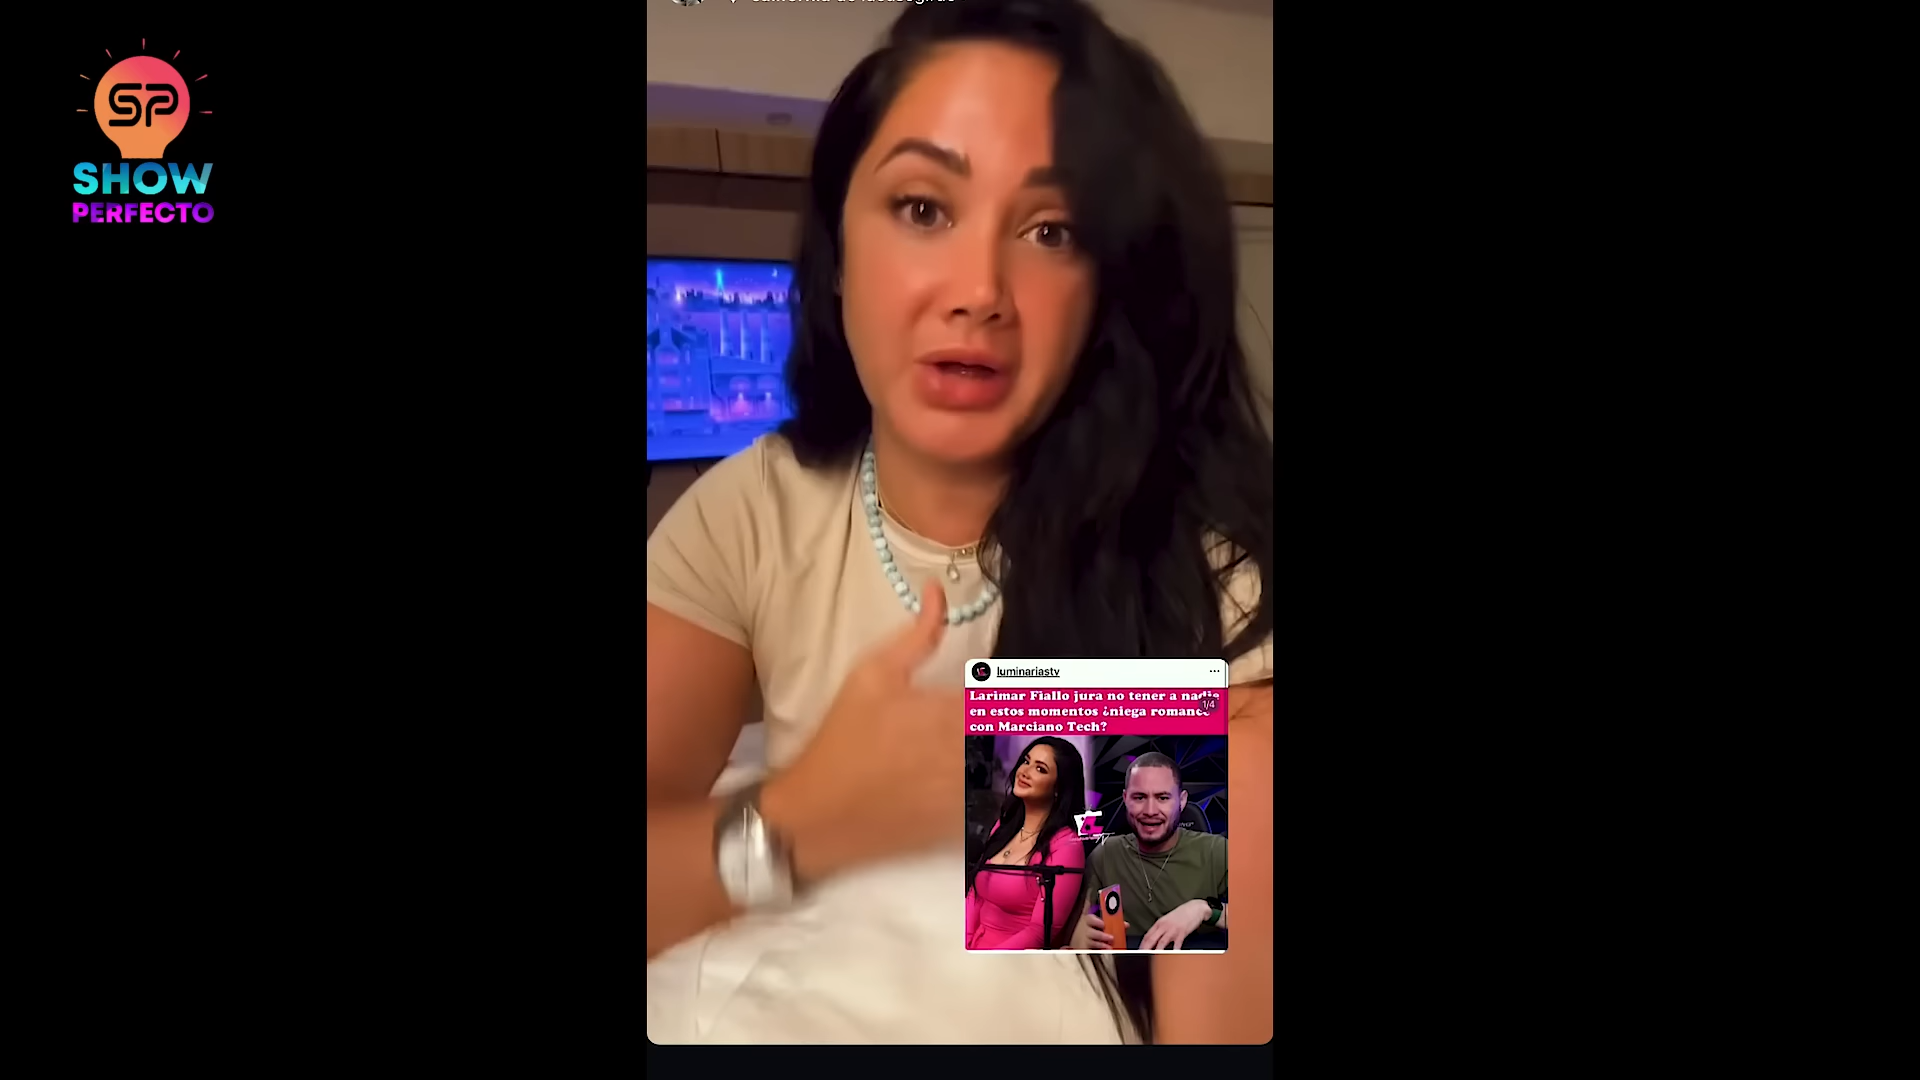 SP
SHOW
PERFECTO
luminariastv
Larimar Fiallo jura no tener a nadie
1/4
en estos momentos ¿niega romance
con Marciano Tech?